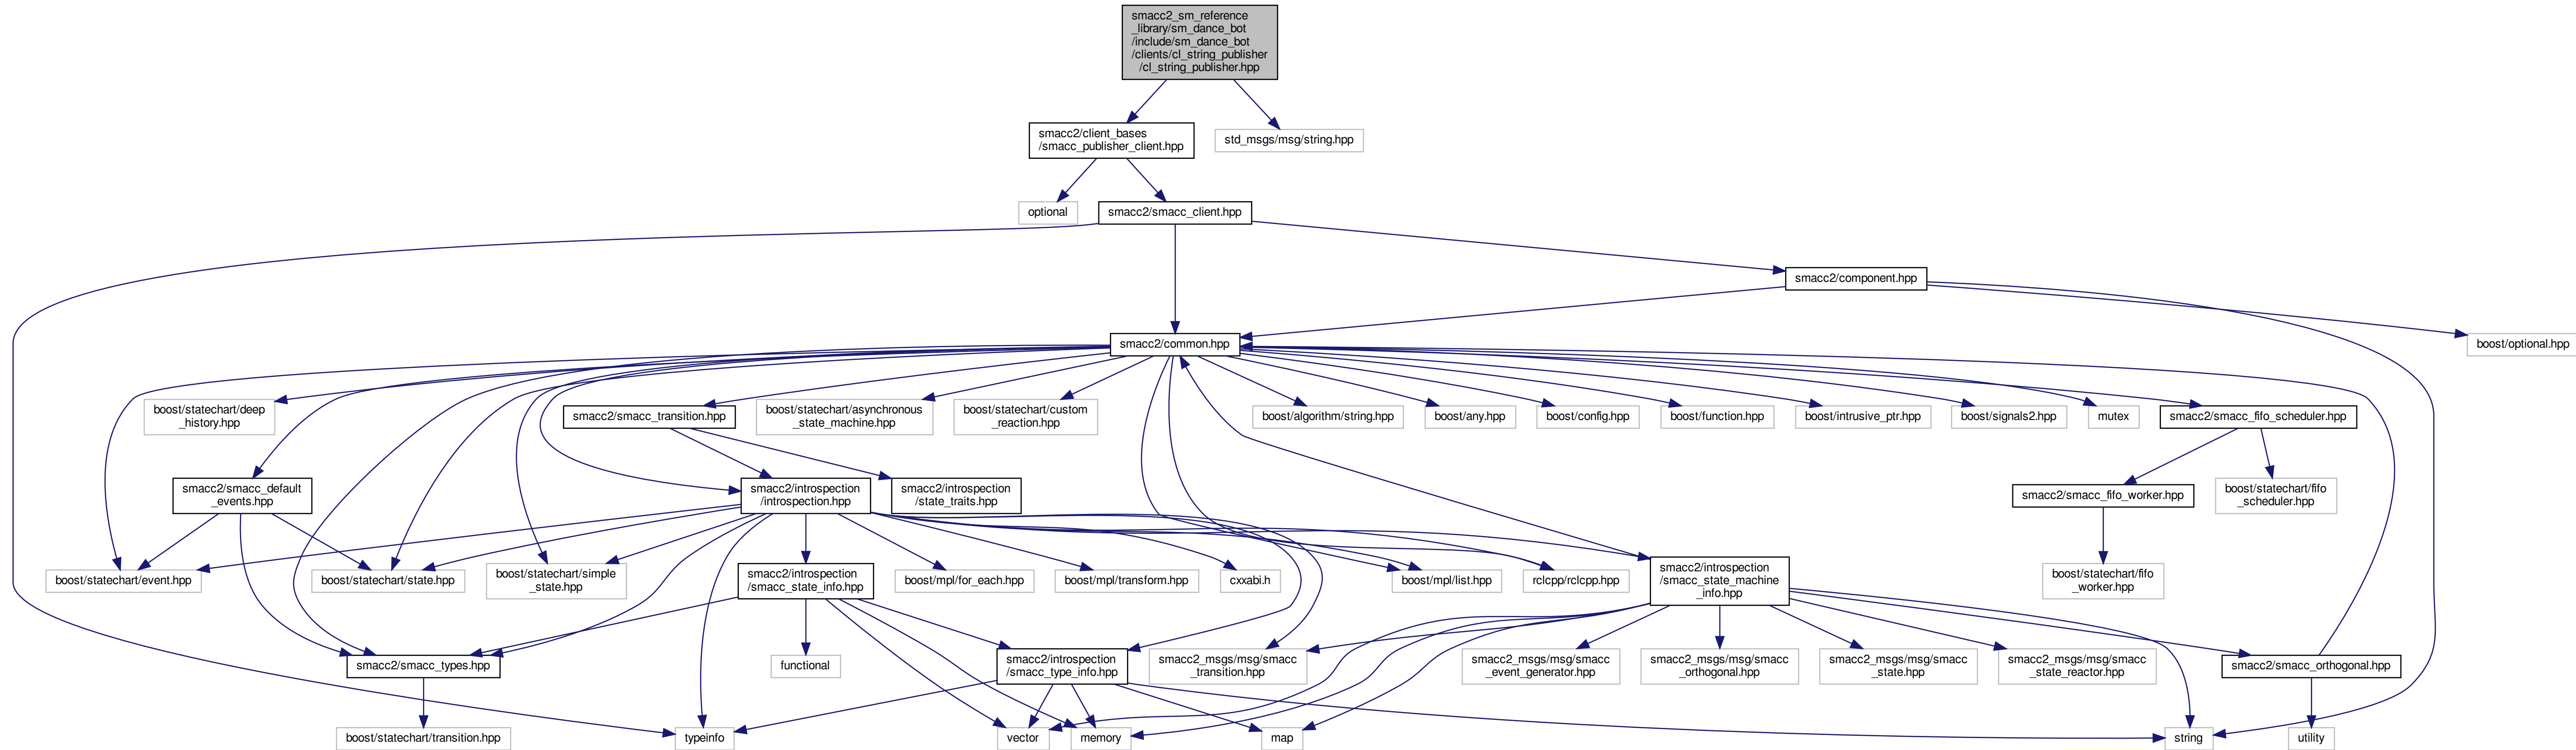 smacc2_sm_reference
_library/sm_dance_bot
/include/sm_dance_bot
/clients/cl_string_publisher
/cl_string_publisher.hpp
smacc2/client_bases
/smacc_publisher_client.hpp
std_msgs/msg/string.hpp
optional
smacc2/smacc_client.hpp
smacc2/component.hpp
smacc2/common.hpp
boost/optional.hpp
boost/statechart/deep
_history.hpp
smacc2/smacc_transition.hpp
boost/statechart/asynchronous
_state_machine.hpp
boost/statechart/custom
_reaction.hpp
boost/algorithm/string.hpp
boost/any.hpp
boost/config.hpp
boost/function.hpp
boost/intrusive_ptr.hpp
boost/signals2.hpp
mutex
smacc2/smacc_fifo_scheduler.hpp
smacc2/smacc_default
_events.hpp
smacc2/introspection
/introspection.hpp
smacc2/introspection
/state_traits.hpp
smacc2/smacc_fifo_worker.hpp
boost/statechart/fifo
_scheduler.hpp
boost/statechart/event.hpp
boost/statechart/state.hpp
boost/statechart/simple
_state.hpp
smacc2/introspection
/smacc_state_info.hpp
boost/mpl/for_each.hpp
boost/mpl/transform.hpp
cxxabi.h
boost/mpl/list.hpp
rclcpp/rclcpp.hpp
smacc2/introspection
/smacc_state_machine
_info.hpp
boost/statechart/fifo
_worker.hpp
smacc2/smacc_types.hpp
functional
smacc2/introspection
/smacc_type_info.hpp
smacc2_msgs/msg/smacc
_transition.hpp
smacc2_msgs/msg/smacc
_event_generator.hpp
smacc2_msgs/msg/smacc
_orthogonal.hpp
smacc2_msgs/msg/smacc
_state.hpp
smacc2_msgs/msg/smacc
_state_reactor.hpp
smacc2/smacc_orthogonal.hpp
boost/statechart/transition.hpp
typeinfo
vector
memory
map
string
utility